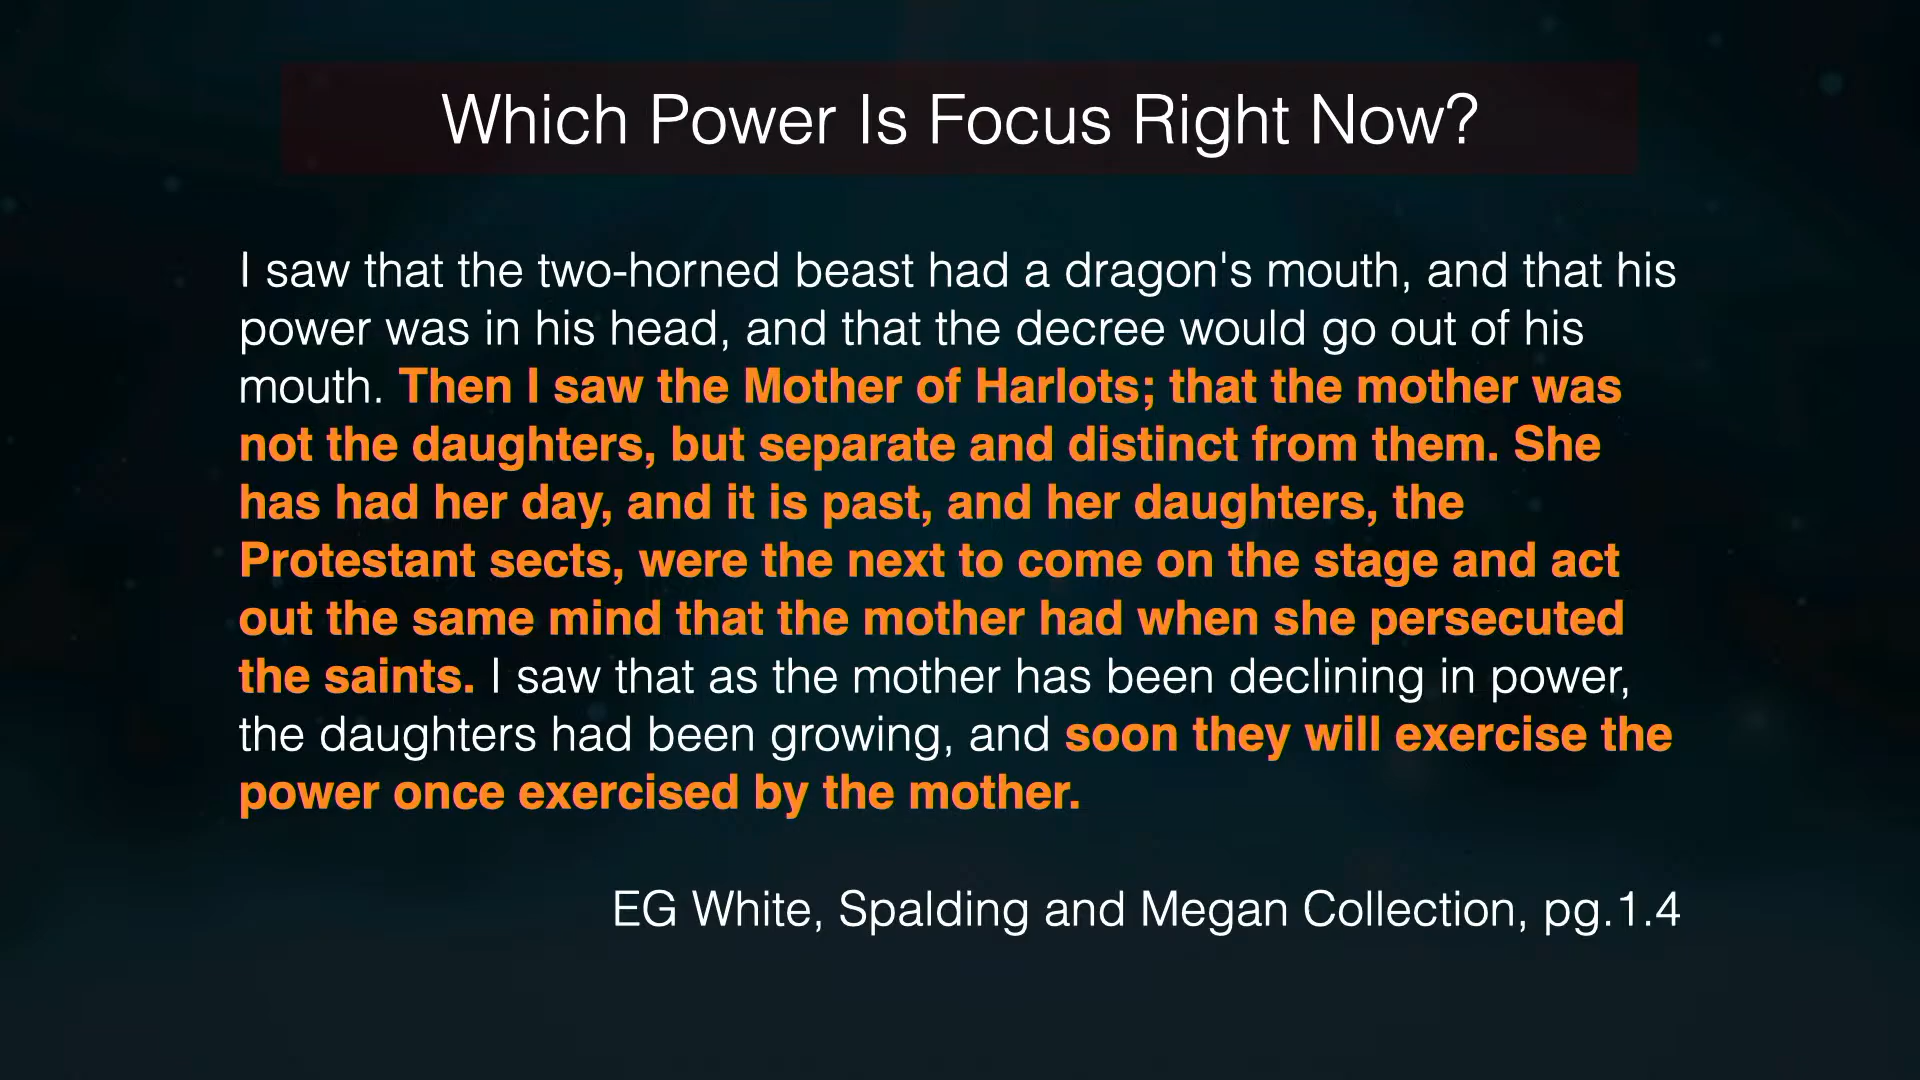 Which Power Is Focus Right Now?
I saw that the two-horned beast had a dragon's mouth, and that his
power was in his head, and that the decree would go out of his
mouth. Then I saw the Mother of Harlots; that the mother was
not the daughters, but separate and distinct from them. She
has had her day, and it is past, and her daughters, the
Protestant sects, were the next to come on the stage and act
out the same mind that the mother had when she persecuted
the saints. I saw that as the mother has been declining in power,
the daughters had been growing, and soon they will exercise the
power once exercised by the mother.
EG White, Spalding and Megan Collection, pg.1.4